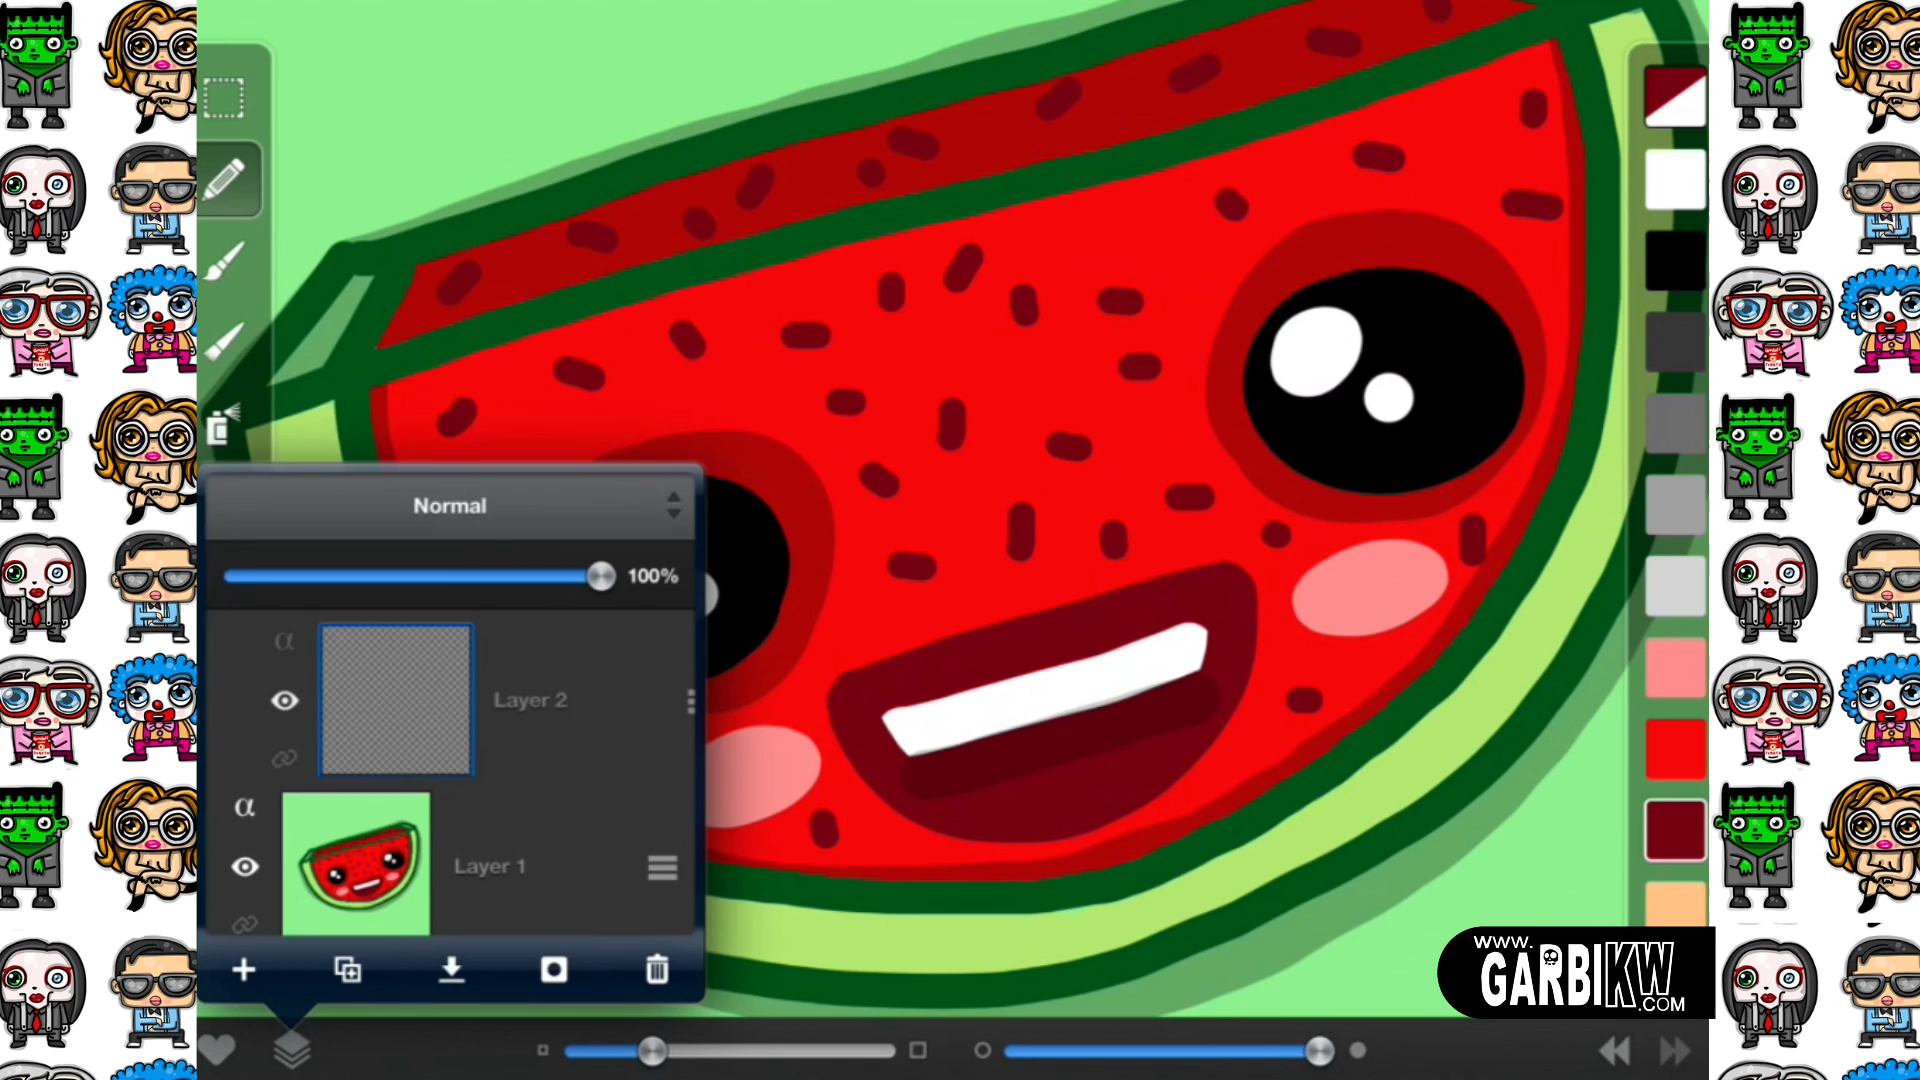 Normal
100%
α
Layer 2
α
Layer 1
www.
GARBIKW
.COM